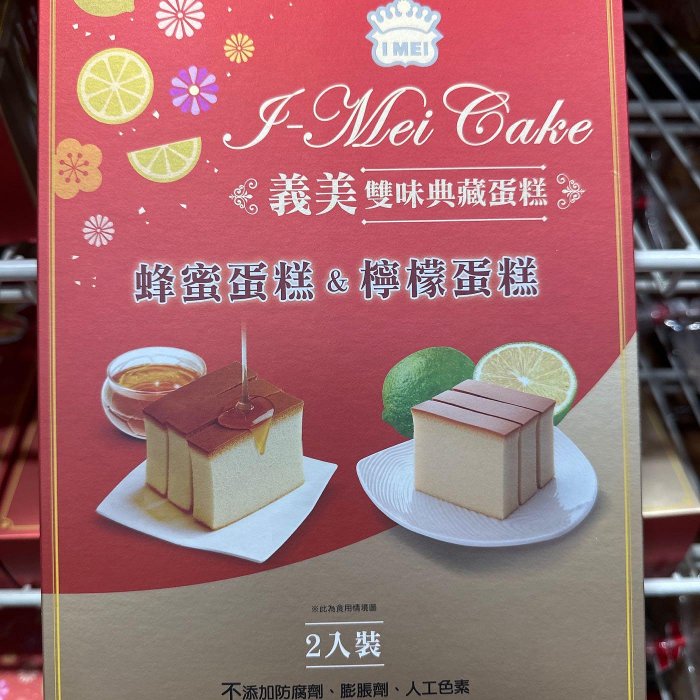 I MEI
I-Mei Cake
義美 雙味典藏蛋糕
蜂蜜蛋糕 & 檸檬蛋糕
※此為食用情境圖
2入裝
不添加防腐劑、膨脹劑、人工色素